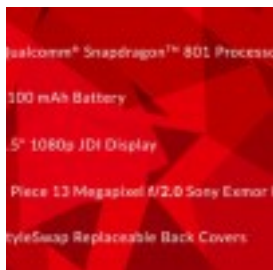 Qualcomm® Snapdragon™ 801 Processo
100 mAh Battery
.5" 1080p JDI Display
Piece 13 Megapixel f/2.0 Sony Exmor
tyleSwap Replaceable Back Covers